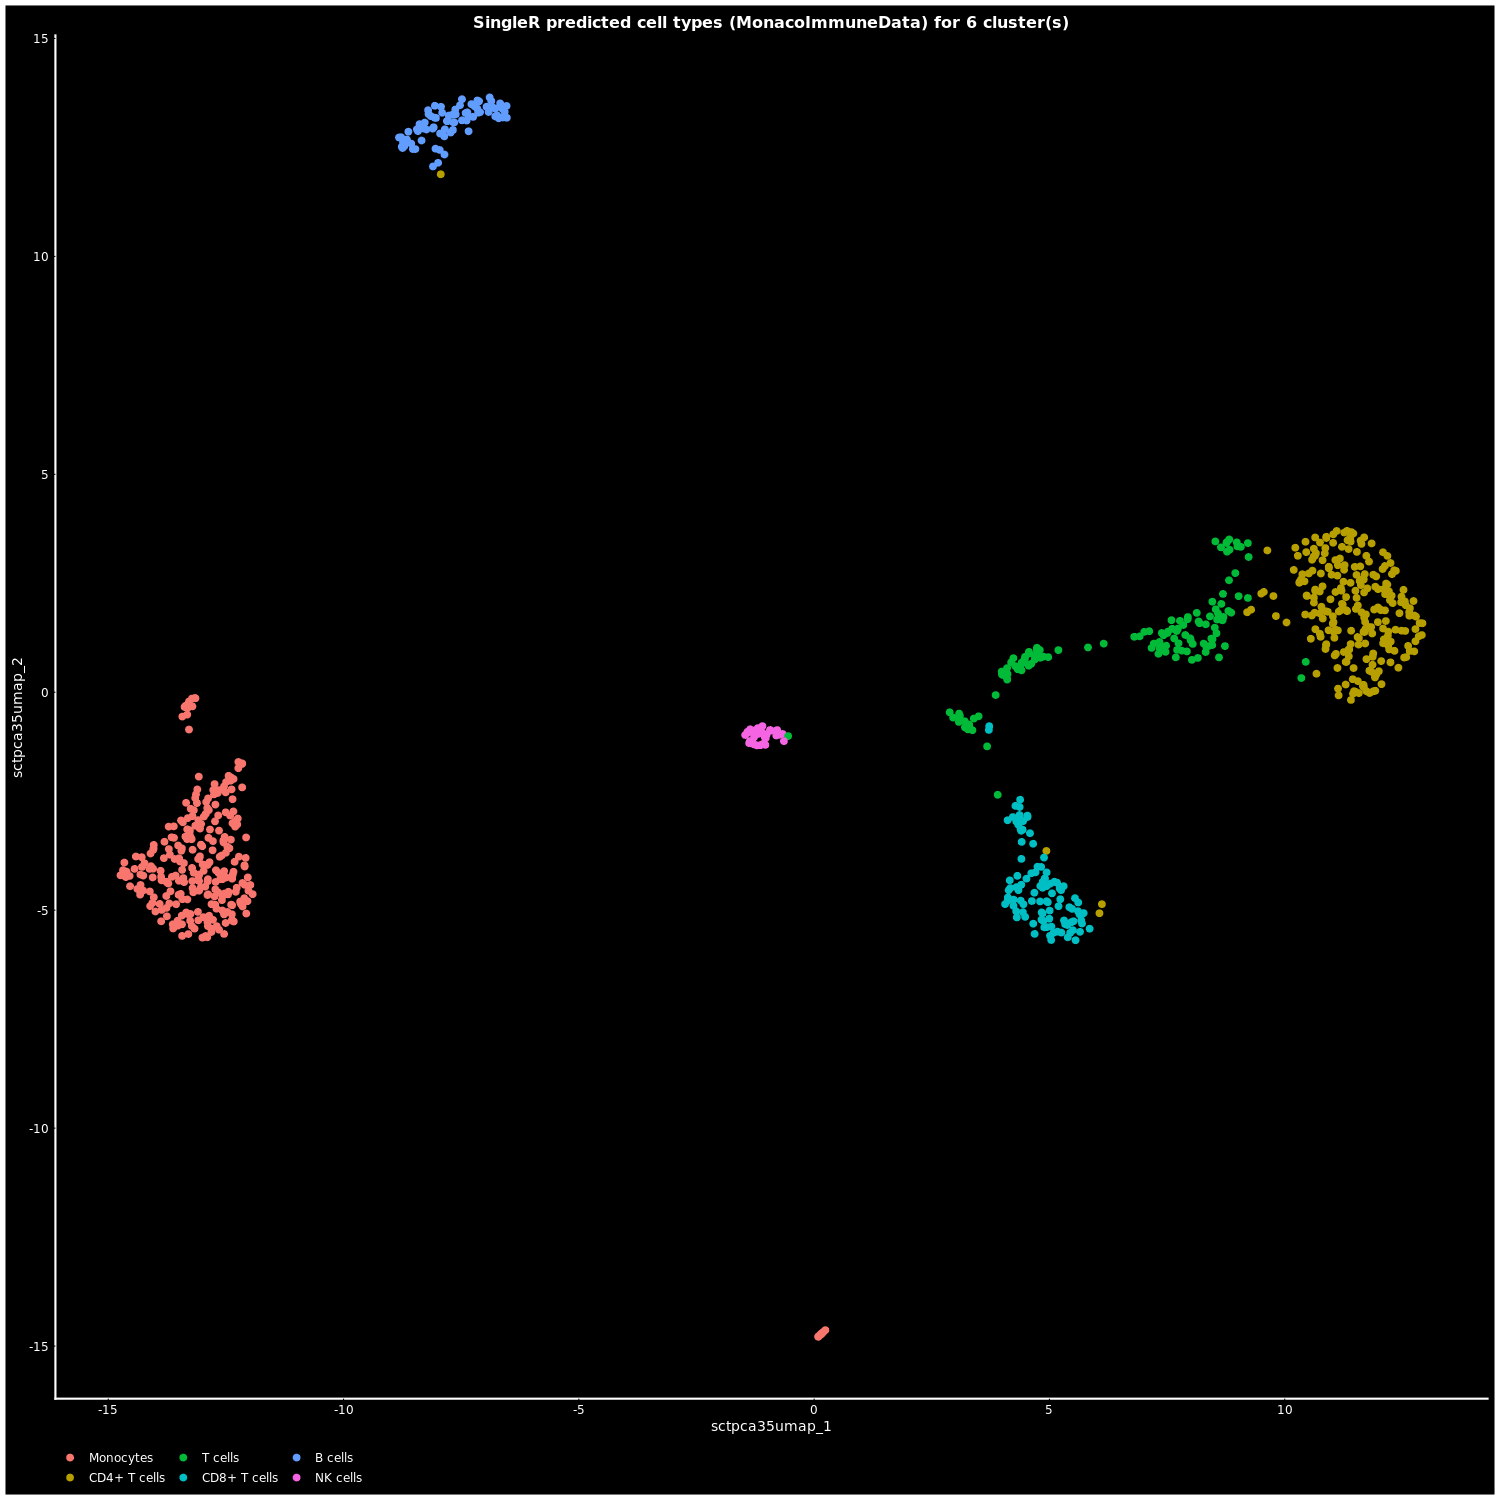 SingleR predicted cell types (MonacoImmuneData) for 6 cluster(s)
15
10
5
0
-5
-10
-15
sctpca35umap_2
-15
-10
-5
0
5
10
sctpca35umap_1
Monocytes
T cells
B cells
CD4+ T cells
CD8+ T cells
NK cells